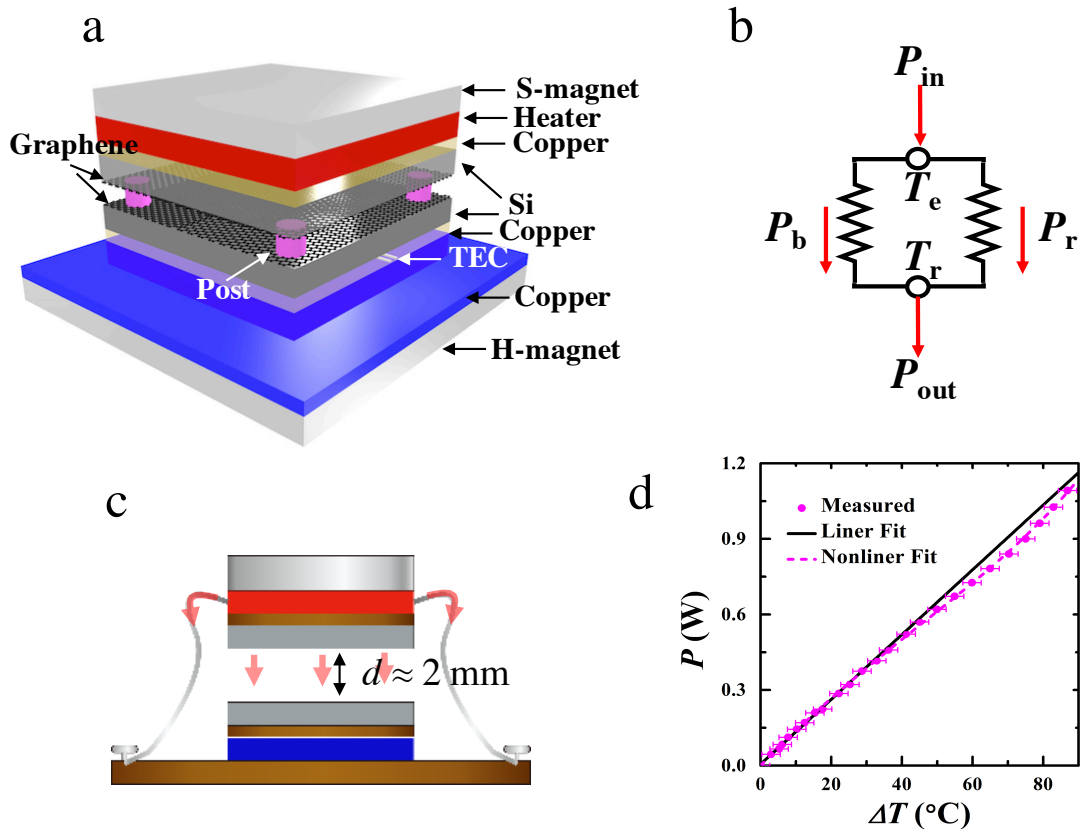 a
S-magnet
Heater
Copper
Graphene
Si
Copper
TEC
Post
Copper
H-magnet
b
P_in
T_e
P_b
P_r
T_r
P_out
c
d ≈ 2 mm
d
1.2
0.9
0.6
0.3
0.0
P (W)
Measured
Liner Fit
Nonliner Fit
0 20 40 60 80
ΔT (°C)